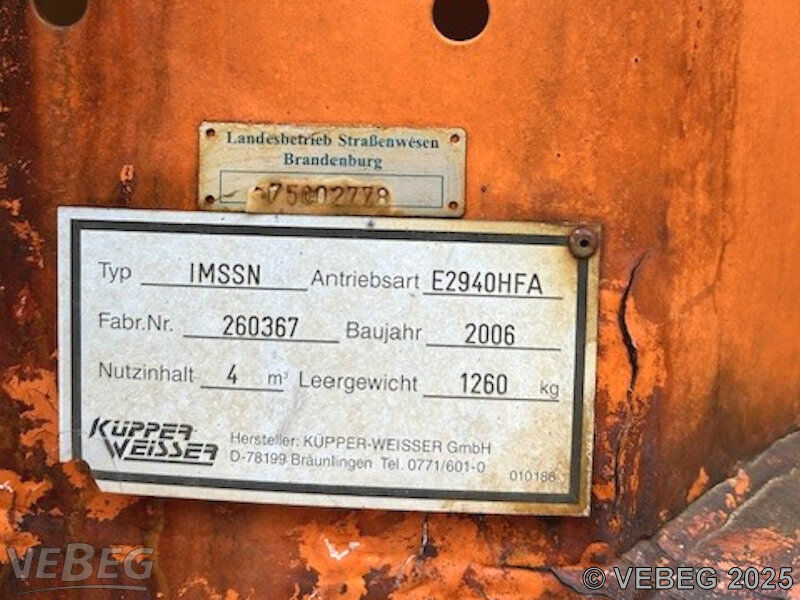 Landesbetrieb Straßenwesen
Brandenburg
75002778
Typ IMSSN Antriebsart E2940HFA
Fabr.Nr. 260367 Baujahr 2006
Nutzinhalt 4 m³ Leergewicht 1260 kg
KÜPPER-WEISSER
Hersteller: KÜPPER-WEISSER GmbH
D-78199 Bräunlingen Tel. 0771/601-0
010186
VEBEG
© VEBEG 2025